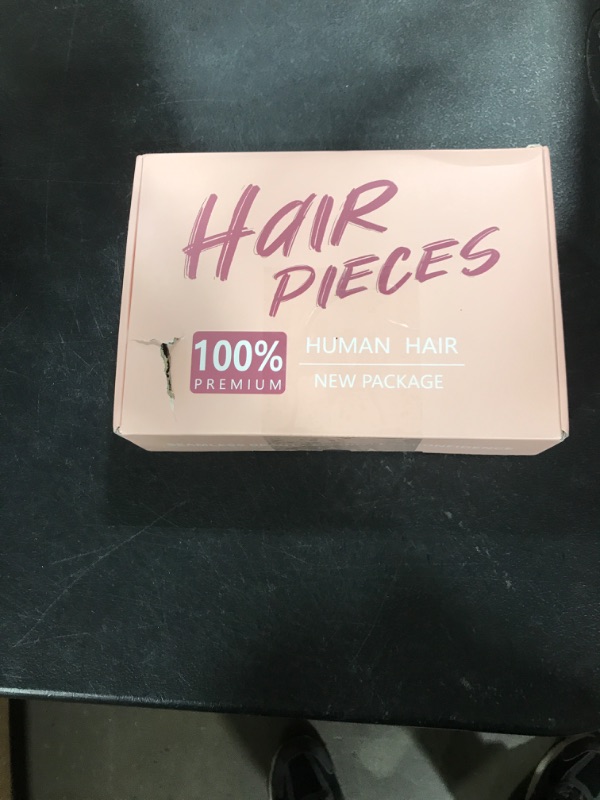 HAIR
PIECES
100%
PREMIUM
HUMAN HAIR
NEW PACKAGE